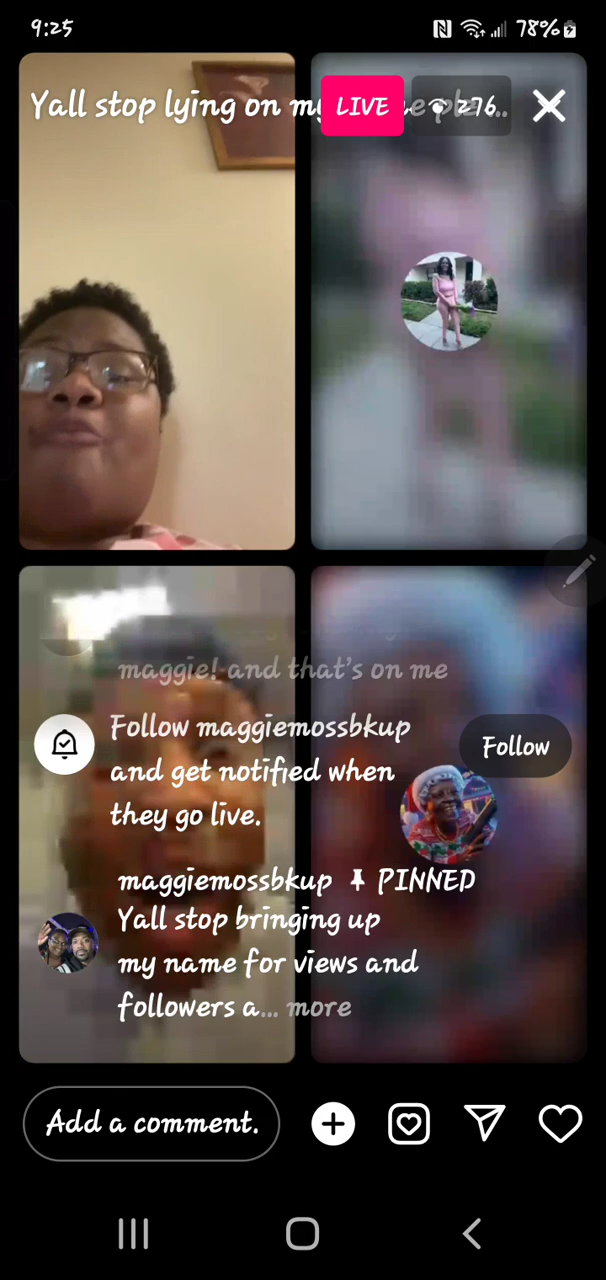 9:25
78%
Yall stop lying on my
LIVE
276
maggie! and that's on me
Follow maggiemossbkup
and get notified when
they go live.
Follow
maggiemossbkup PINNED
Yall stop bringing up
my name for views and
followers a... more
Add a comment.